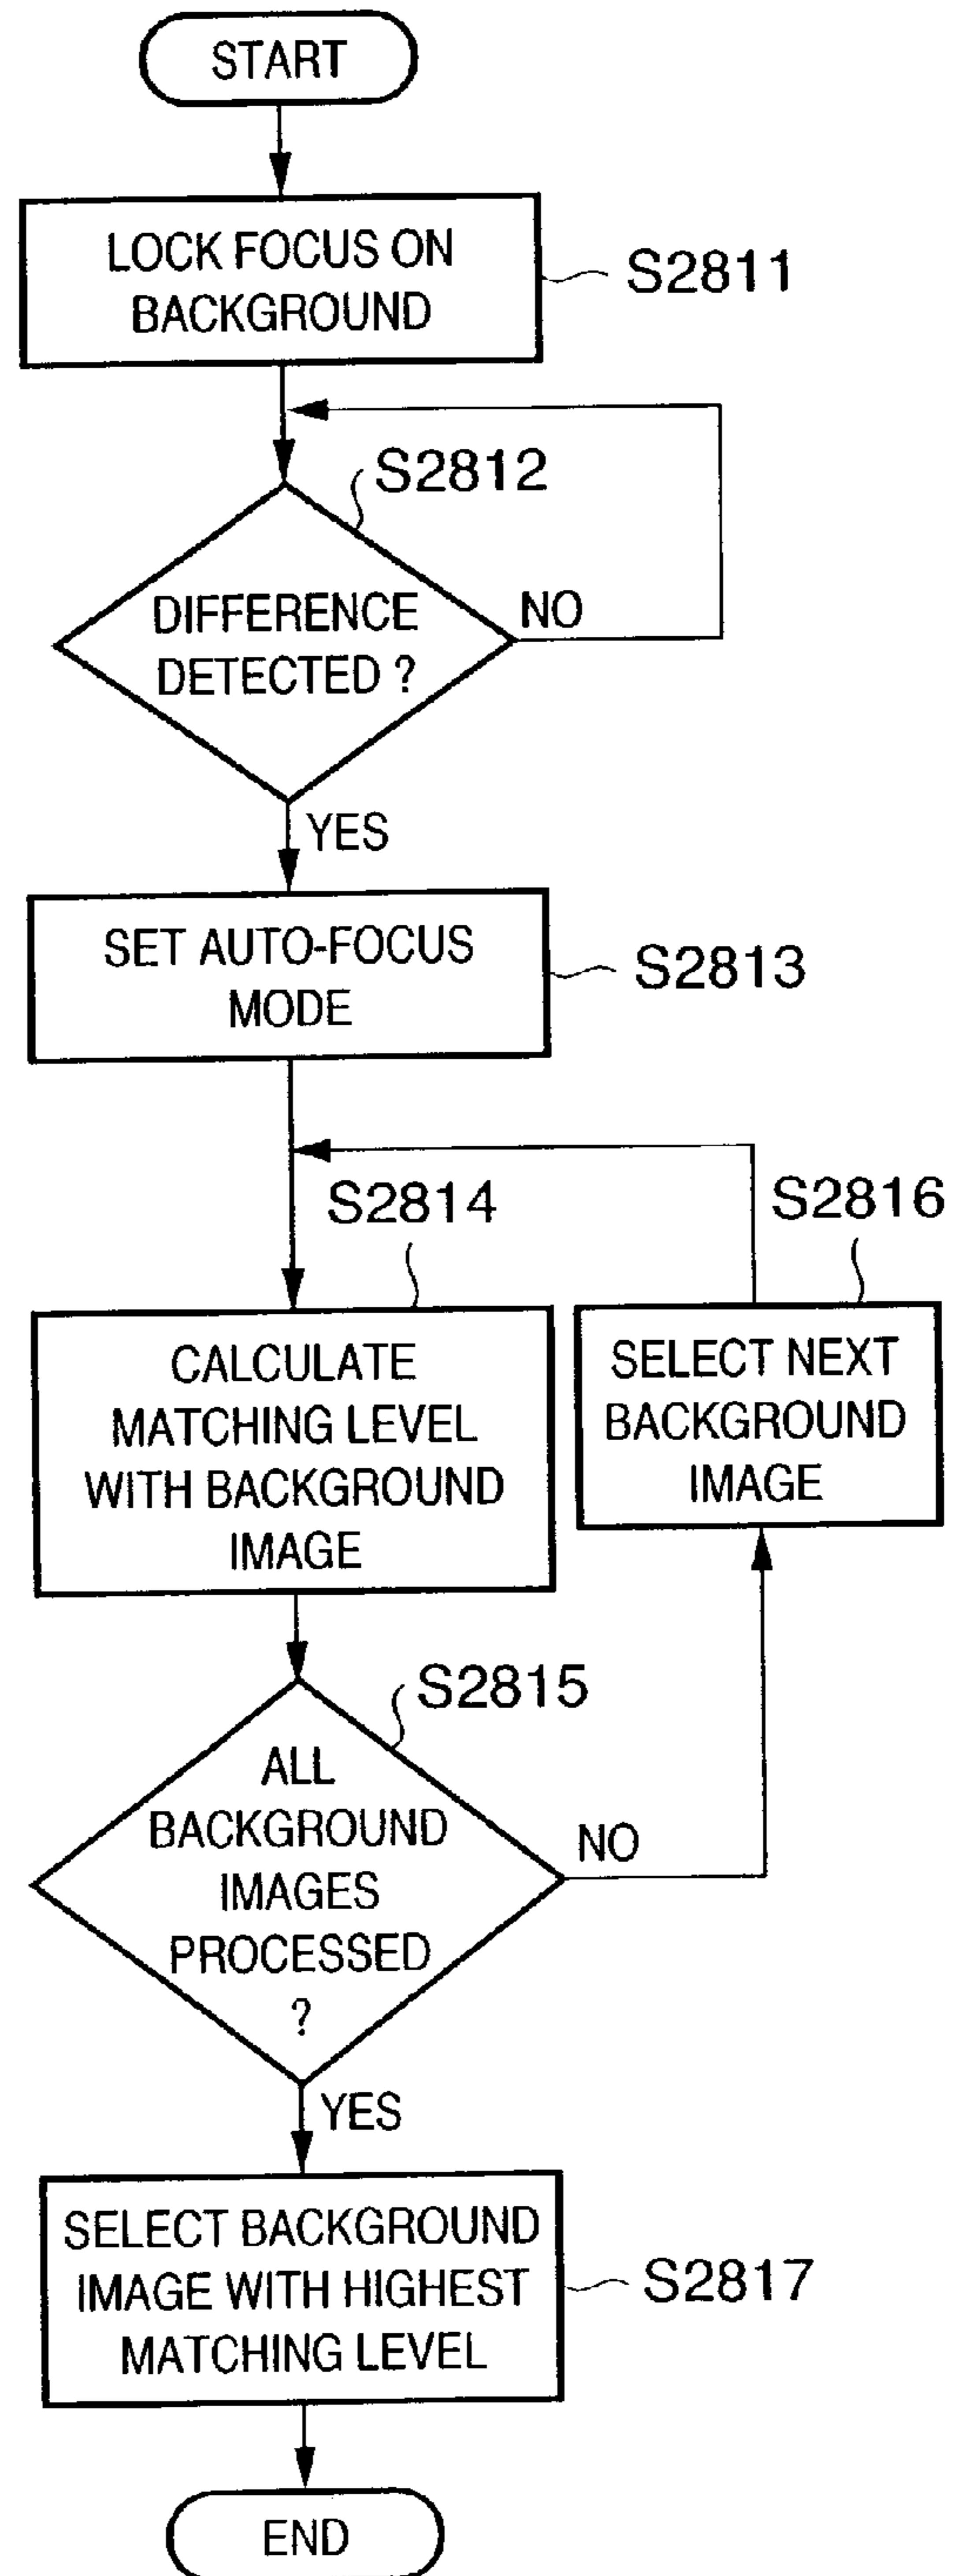 START
LOCK FOCUS ON
BACKGROUND
S2811
S2812
DIFFERENCE
DETECTED ?
NO
YES
SET AUTO-FOCUS
MODE
S2813
S2814
S2816
CALCULATE
MATCHING LEVEL
WITH BACKGROUND
IMAGE
SELECT NEXT
BACKGROUND
IMAGE
S2815
ALL
BACKGROUND
IMAGES
PROCESSED
?
NO
YES
SELECT BACKGROUND
IMAGE WITH HIGHEST
MATCHING LEVEL
S2817
END